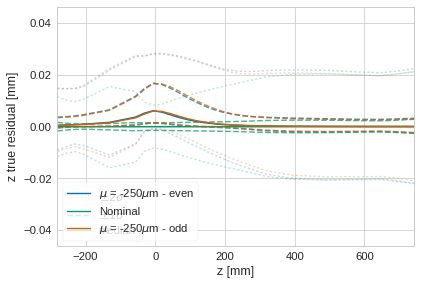 0.04
0.02
0.00
−0.02
−0.04
z true residual [mm]
μ = -250μm - even
Nominal
μ = -250μm - odd
−200
0
200
400
600
z [mm]